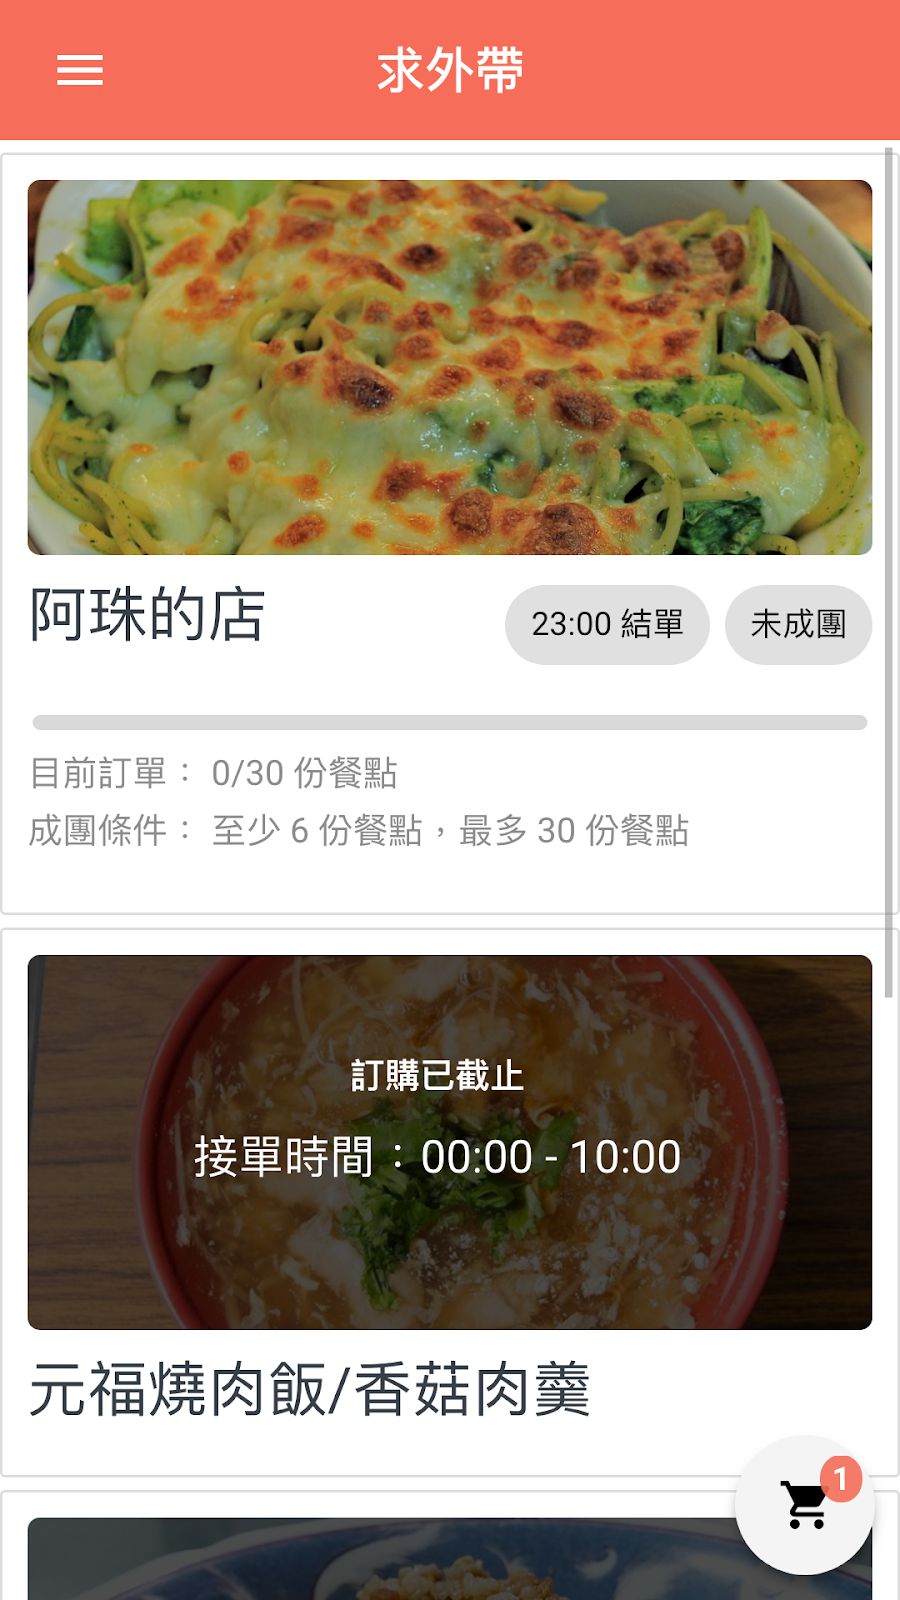 求外帶
阿珠的店
23:00 結單
未成團
目前訂單： 0/30 份餐點
成團條件： 至少 6 份餐點，最多 30 份餐點
訂購已截止
接單時間：00:00 - 10:00
元福燒肉飯/香菇肉羹
1